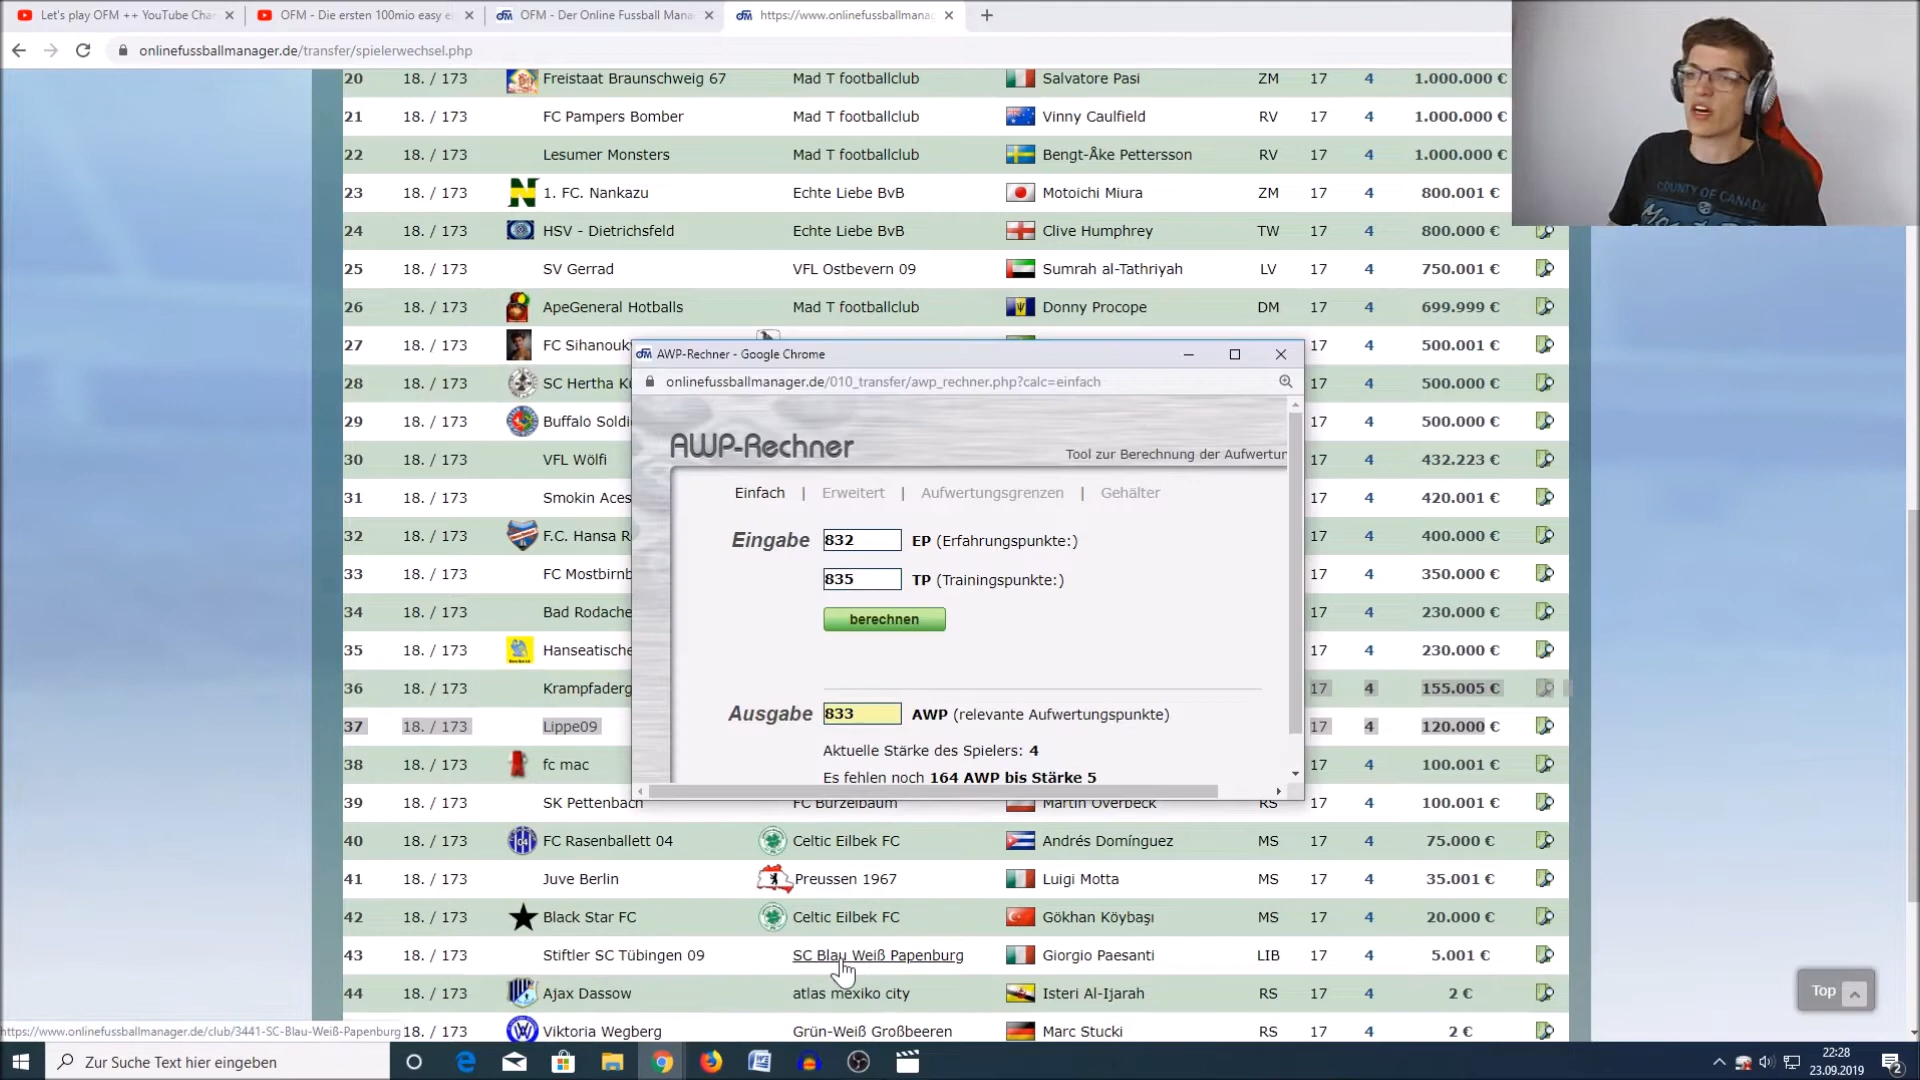 Let's play OFM ++ YouTube Cha
OFM - Die ersten 100mio easy e
OFM - Der Online Fussball Mana
https://www.onlinefussballmanag
onlinefussballmanager.de/transfer/spielerwechsel.php
20 18. / 173 Freistaat Braunschweig 67 Mad T footballclub Salvatore Pasi ZM 17 4 1.000.000 €
21 18. / 173 FC Pampers Bomber Mad T footballclub Vinny Caulfield RV 17 4 1.000.000 €
22 18. / 173 Lesumer Monsters Mad T footballclub Bengt-Åke Pettersson RV 17 4 1.000.000 €
23 18. / 173 1. FC. Nankazu Echte Liebe BvB Motoichi Miura ZM 17 4 800.001 €
24 18. / 173 HSV - Dietrichsfeld Echte Liebe BvB Clive Humphrey TW 17 4 800.000 €
25 18. / 173 SV Gerrad VFL Ostbevern 09 Sumrah al-Tathriyah LV 17 4 750.001 €
26 18. / 173 ApeGeneral Hotballs Mad T footballclub Donny Procope DM 17 4 699.999 €
27 18. / 173 FC Sihanouk 17 4 500.001 €
28 18. / 173 SC Hertha K 17 4 500.000 €
29 18. / 173 Buffalo Soldi 17 4 500.000 €
30 18. / 173 VFL Wölfi 17 4 432.223 €
31 18. / 173 Smokin Aces 17 4 420.001 €
32 18. / 173 F.C. Hansa R 17 4 400.000 €
33 18. / 173 FC Mostbirnb 17 4 350.000 €
34 18. / 173 Bad Rodache 17 4 230.000 €
35 18. / 173 Hanseatische 17 4 230.000 €
36 18. / 173 Krampfaderg 17 4 155.005 €
37 18. / 173 Lippe09 17 4 120.000 €
38 18. / 173 fc mac 17 4 100.001 €
39 18. / 173 SK Pettenbach FC Burzelbaum Martin Overbeck RS 17 4 100.001 €
40 18. / 173 FC Rasenballett 04 Celtic Eilbek FC Andrés Domínguez MS 17 4 75.000 €
41 18. / 173 Juve Berlin Preussen 1967 Luigi Motta MS 17 4 35.001 €
42 18. / 173 Black Star FC Celtic Eilbek FC Gökhan Köybaşı MS 17 4 20.000 €
43 18. / 173 Stiftler SC Tübingen 09 SC Blau Weiß Papenburg Giorgio Paesanti LIB 17 4 5.001 €
44 18. / 173 Ajax Dassow atlas mexiko city Isteri Al-Ijarah RS 17 4 2 €
18. / 173 Viktoria Wegberg Grün-Weiß Großbeeren Marc Stucki RS 17 4 2 €
AWP-Rechner - Google Chrome
onlinefussballmanager.de/010_transfer/awp_rechner.php?calc=einfach
AWP-Rechner
Tool zur Berechnung der Aufwertun
Einfach | Erweitert | Aufwertungsgrenzen | Gehälter
Eingabe 832 EP (Erfahrungspunkte:)
835 TP (Trainingspunkte:)
berechnen
Ausgabe 833 AWP (relevante Aufwertungspunkte)
Aktuelle Stärke des Spielers: 4
Es fehlen noch 164 AWP bis Stärke 5
COUNTY OF CANADA
Top
https://www.onlinefussballmanager.de/club/3441-SC-Blau-Weiß-Papenburg
Zur Suche Text hier eingeben
22:28
23.09.2019
2